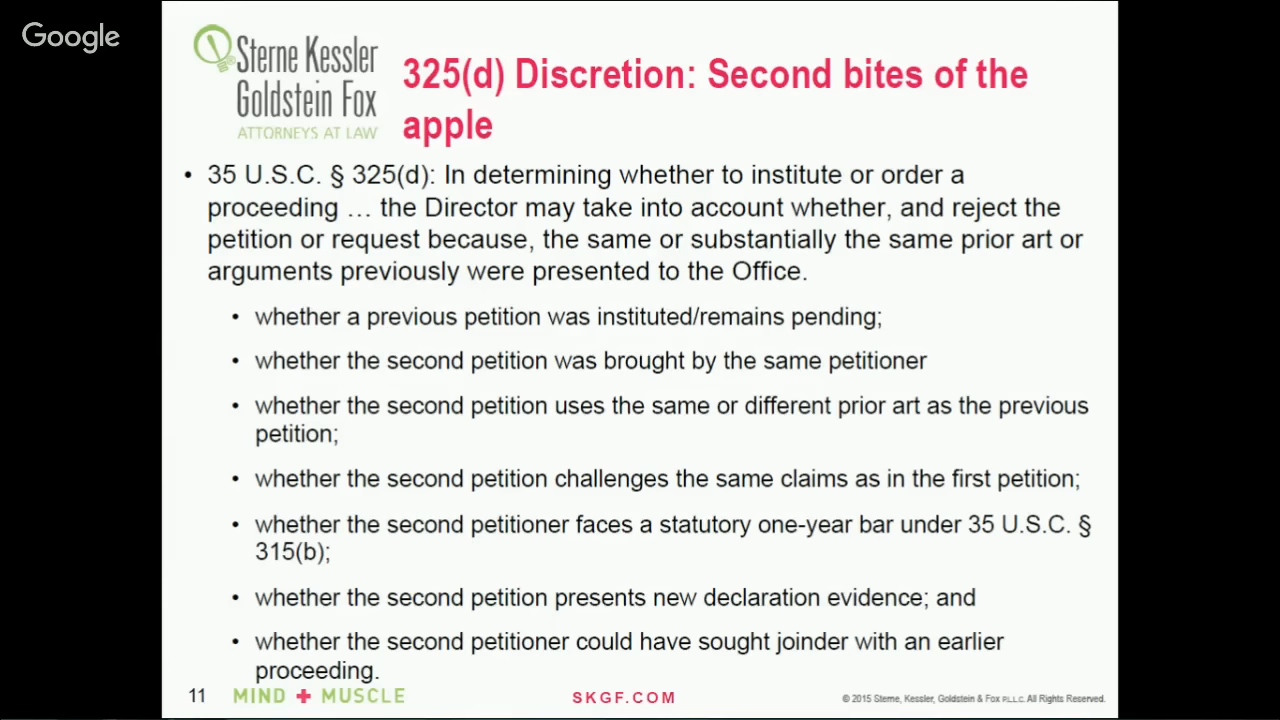 Google
Sterne Kessler
Goldstein Fox
ATTORNEYS AT LAW
325(d) Discretion: Second bites of the
apple
• 35 U.S.C. § 325(d): In determining whether to institute or order a
proceeding … the Director may take into account whether, and reject the
petition or request because, the same or substantially the same prior art or
arguments previously were presented to the Office.
• whether a previous petition was instituted/remains pending;
• whether the second petition was brought by the same petitioner
• whether the second petition uses the same or different prior art as the previous
petition;
• whether the second petition challenges the same claims as in the first petition;
• whether the second petitioner faces a statutory one-year bar under 35 U.S.C. §
315(b);
• whether the second petition presents new declaration evidence; and
• whether the second petitioner could have sought joinder with an earlier
proceeding.
11 MIND + MUSCLE SKGF.COM © 2015 Sterne, Kessler, Goldstein & Fox P.L.L.C. All Rights Reserved.